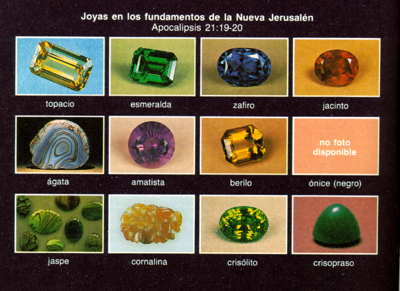 Joyas en los fundamentos de la Nueva Jerusalén
Apocalipsis 21:19-20
topacio esmeralda zafiro jacinto
no foto
disponible
ágata amatista berilo ónice (negro)
jaspe cornalina crisólito crisopraso